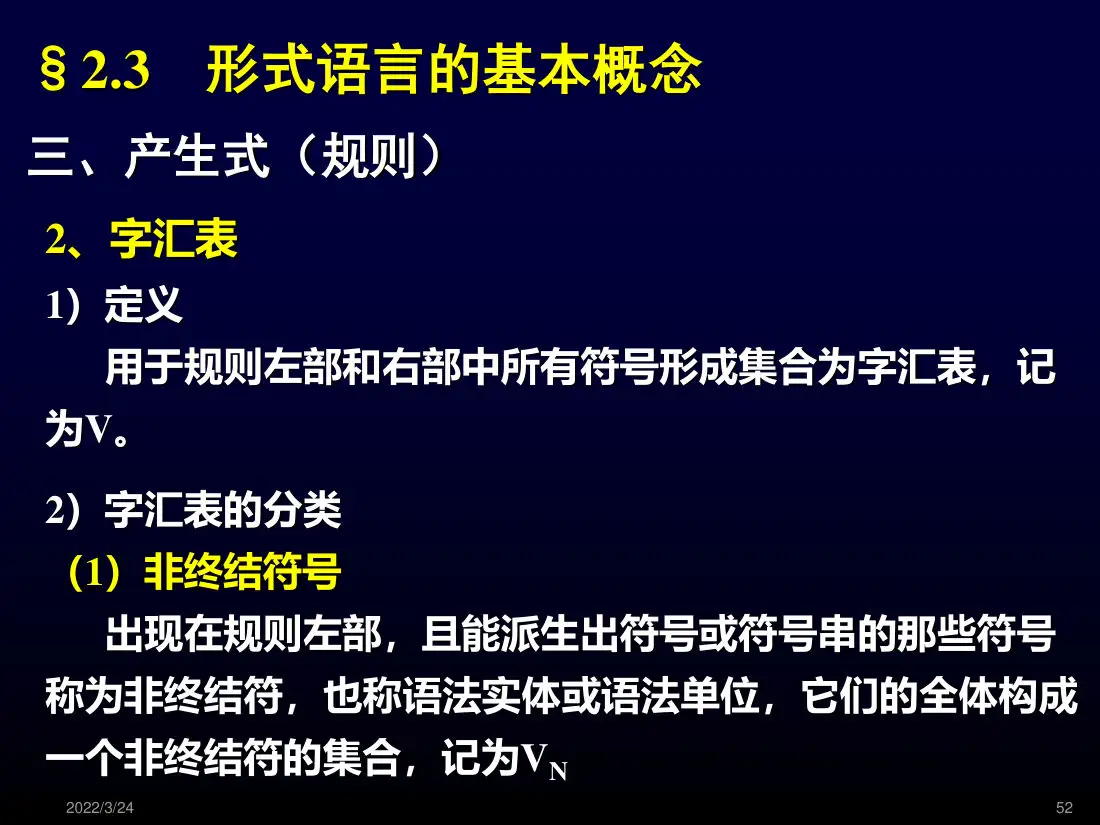 §2.3 形式语言的基本概念
三、产生式（规则）
2、字汇表
1）定义
用于规则左部和右部中所有符号形成集合为字汇表，记
为V。
2）字汇表的分类
（1）非终结符号
出现在规则左部，且能派生出符号或符号串的那些符号
称为非终结符，也称语法实体或语法单位，它们的全体构成
一个非终结符的集合，记为VN
2022/3/24
52